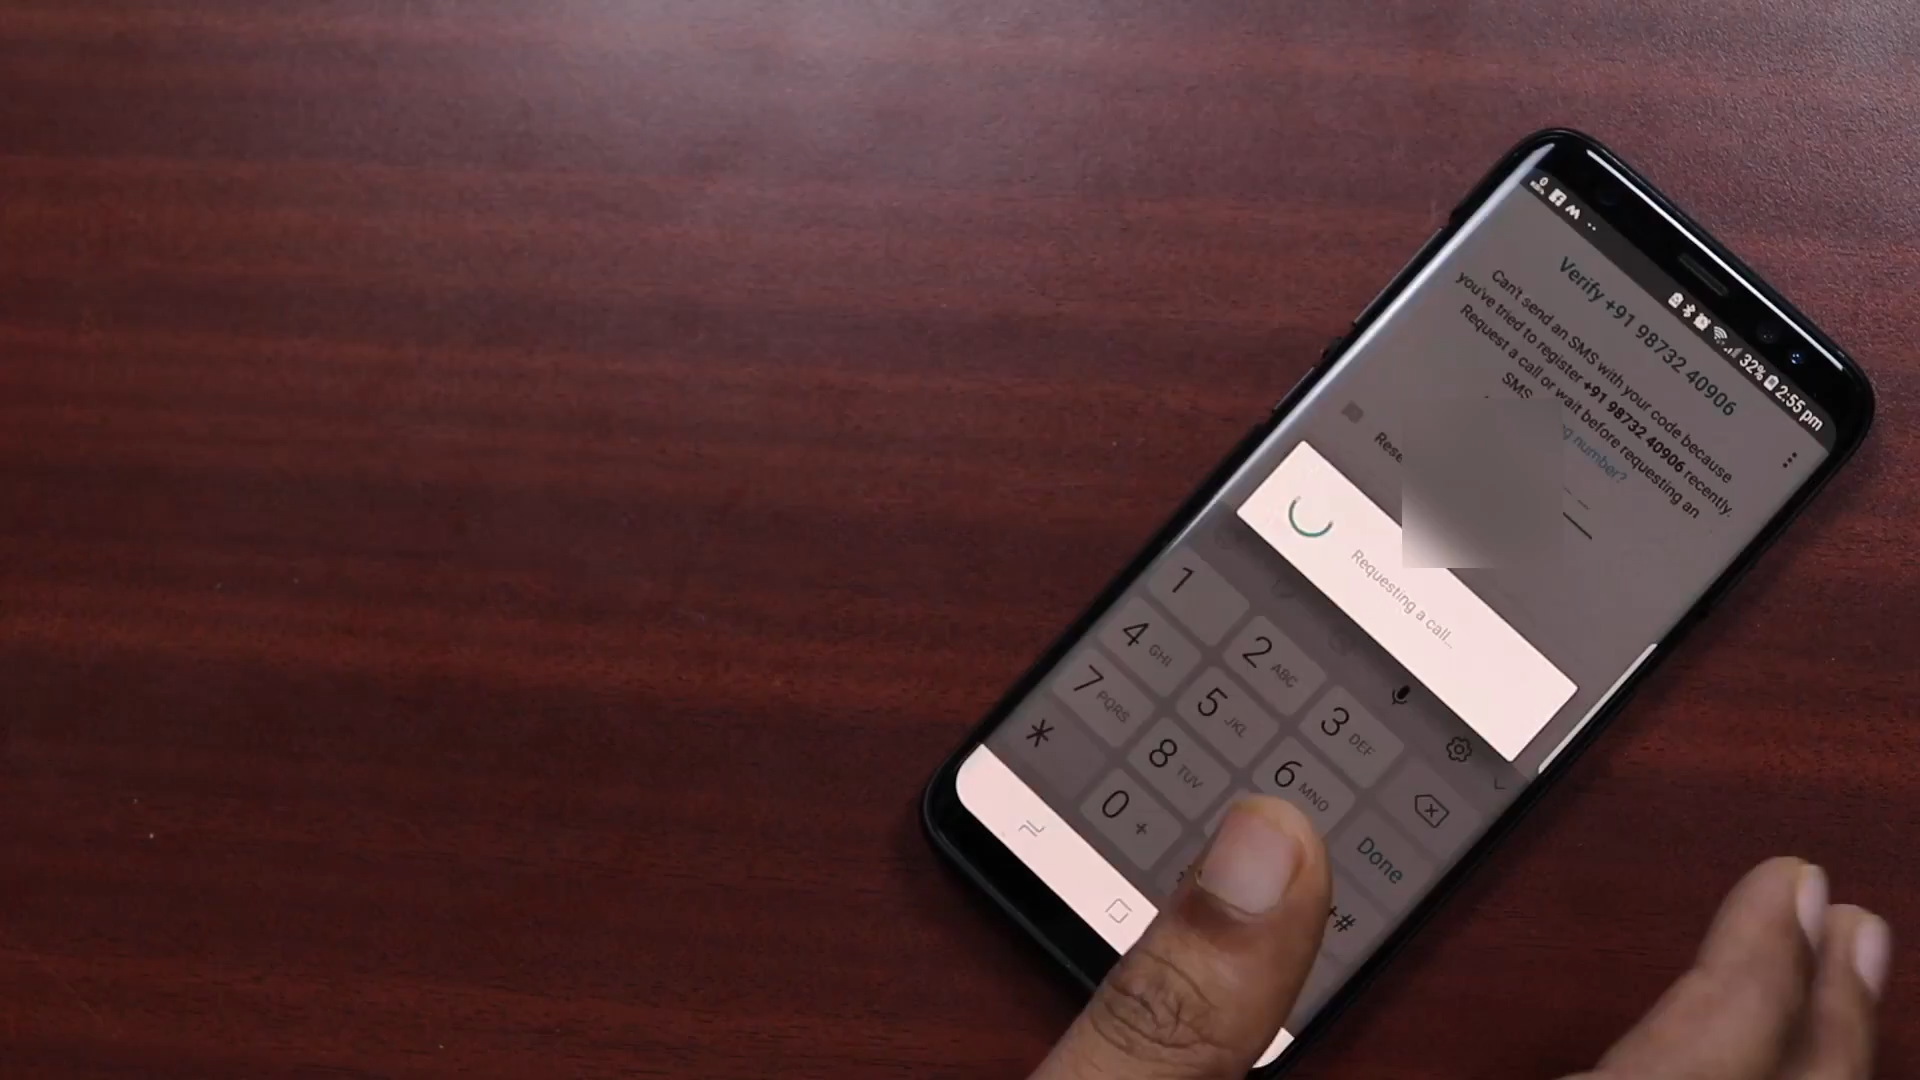 32% 2:55 pm
Verify +91 98732 40906
Can't send an SMS with your code because
you've tried to register +91 98732 40906 recently.
Request a call or wait before requesting an
SMS
number?
Requesting a call...
1
2 ABC
3 DEF
4 GHI
5 JKL
6 MNO
7 PQRS
8 TUV
Done
*
0 +
#